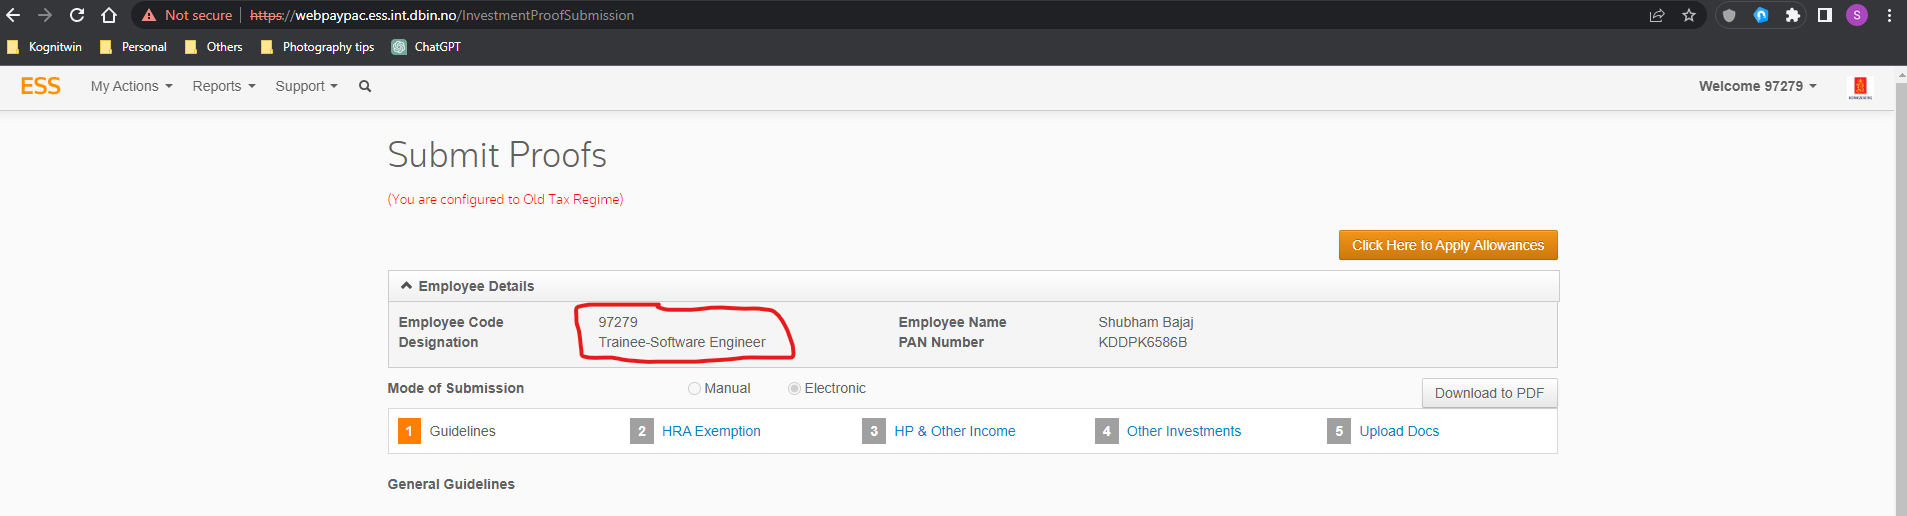 Not secure https://webpaypac.ess.int.dbin.no/InvestmentProofSubmission S
Kognitwin Personal Others Photography tips ChatGPT
ESS My Actions Reports Support Welcome 97279
Submit Proofs
(You are configured to Old Tax Regime)
Click Here to Apply Allowances
Employee Details
Employee Code 97279 Employee Name Shubham Bajaj
Designation Trainee-Software Engineer PAN Number KDDPK6586B
Mode of Submission Manual Electronic Download to PDF
1 Guidelines 2 HRA Exemption 3 HP & Other Income 4 Other Investments 5 Upload Docs
General Guidelines